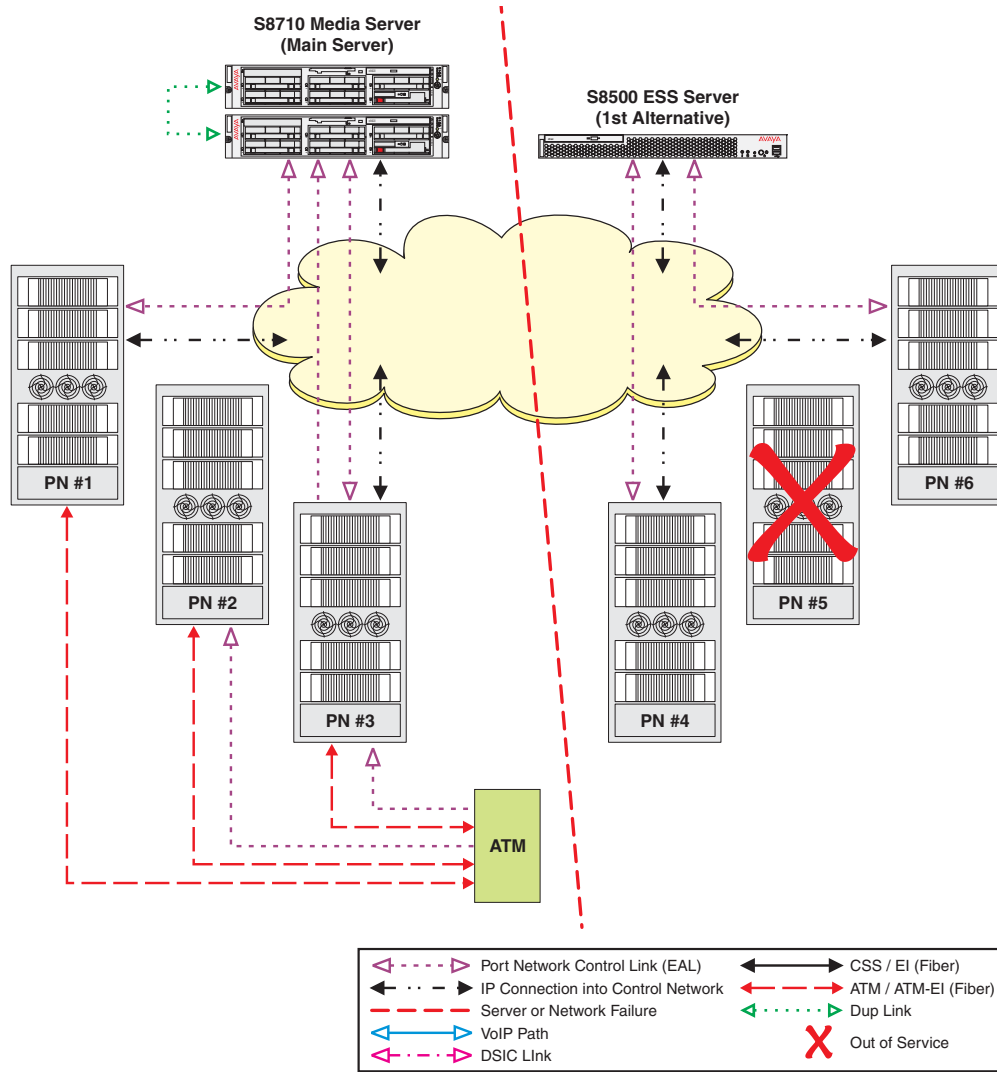 S8710 Media Server
(Main Server)
AVAYA
AVAYA
S8500 ESS Server
(1st Alternative)
AVAYA
PN #1
PN #2
PN #3
PN #4
PN #5
PN #6
ATM
Port Network Control Link (EAL)
IP Connection into Control Network
Server or Network Failure
VoIP Path
DSIC LInk
CSS / EI (Fiber)
ATM / ATM-EI (Fiber)
Dup Link
Out of Service